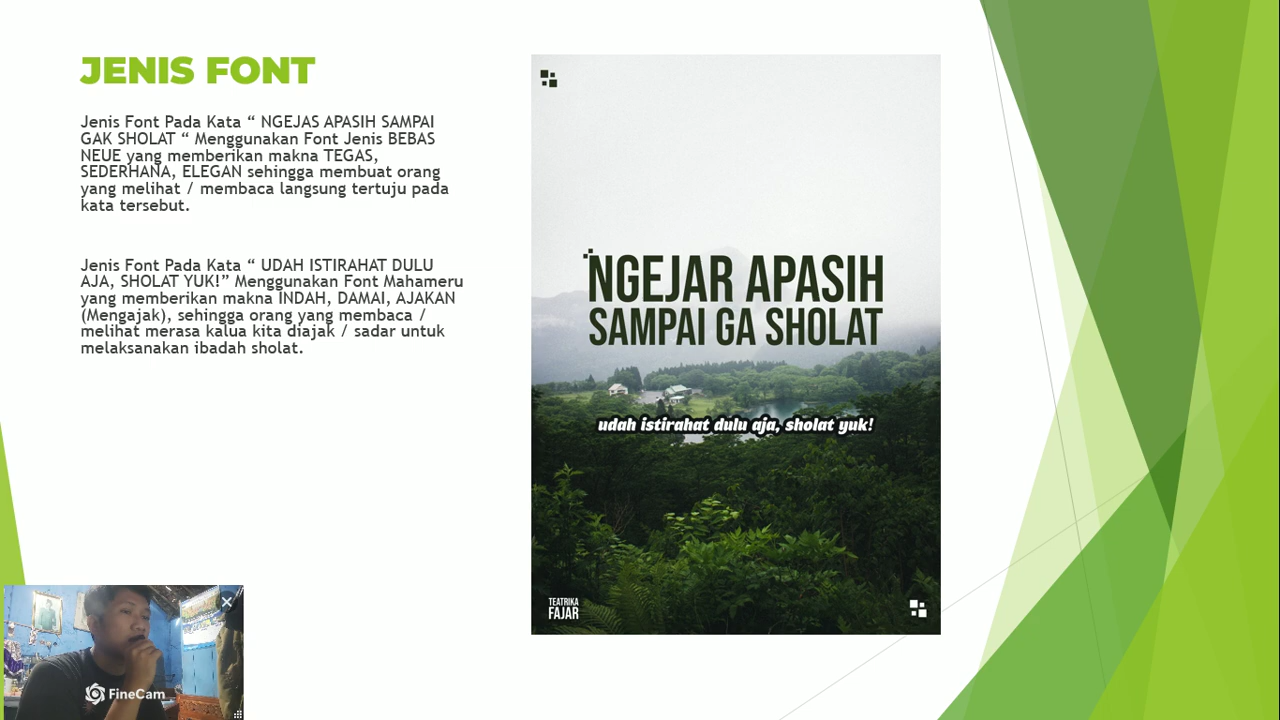 JENIS FONT
Jenis Font Pada Kata “ NGEJAS APASIH SAMPAI
GAK SHOLAT “ Menggunakan Font Jenis BEBAS
NEUE yang memberikan makna TEGAS,
SEDERHANA, ELEGAN sehingga membuat orang
yang melihat / membaca langsung tertuju pada
kata tersebut.
Jenis Font Pada Kata “ UDAH ISTIRAHAT DULU
AJA, SHOLAT YUK!” Menggunakan Font Mahameru
yang memberikan makna INDAH, DAMAI, AJAKAN
(Mengajak), sehingga orang yang membaca /
melihat merasa kalua kita diajak / sadar untuk
melaksanakan ibadah sholat.
NGEJAR APASIH
SAMPAI GA SHOLAT
udah istirahat dulu aja, sholat yuk!
TEATRIKA
FAJAR
FineCam